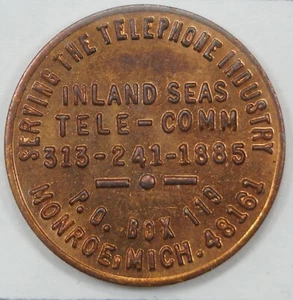 SERVING THE TELEPHONE INDUSTRY
INLAND SEAS
TELE-COMM
313-241-1885
P.O. BOX 119
MONROE, MICH. 48161